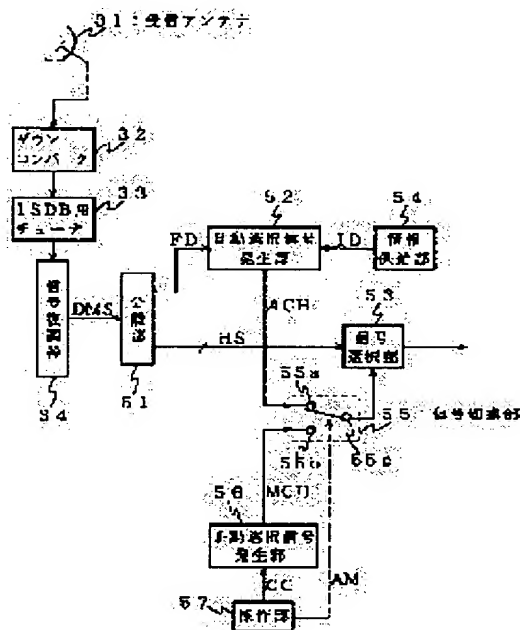 31:受信アンテナ
ダウン
コンバータ
32
ISDB用
チューナ
33
信号復調部
34
DMS
分離部
51
FD
52
自動選択信号
発生部
ID
54
情報
供給部
ACH
HS
53
信号
選択部
55a
55b
55c
55
信号切換部
56
MCH
手動選択信号
発生部
CC
AM
57
操作部